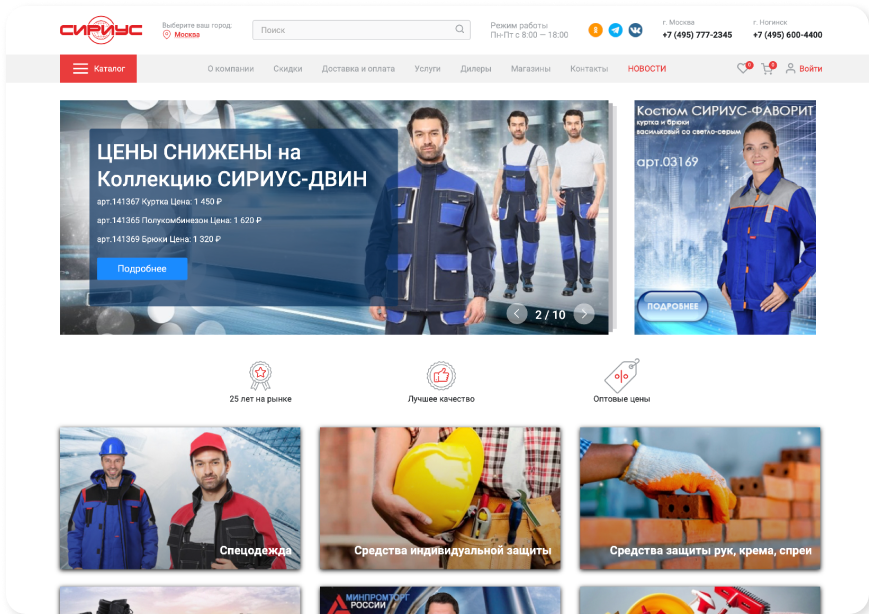 СИРИУС
Выберите ваш город:
Москва
Поиск
Режим работы
Пн-Пт с 8:00 — 18:00
г. Москва
+7 (495) 777-2345
г. Ногинск
+7 (495) 600-4400
Каталог
О компании
Скидки
Доставка и оплата
Услуги
Дилеры
Магазины
Контакты
НОВОСТИ
0
0
Войти
ЦЕНЫ СНИЖЕНЫ на
Коллекцию СИРИУС-ДВИН
арт.141367 Куртка Цена: 1 450 ₽
арт.141365 Полукомбинезон Цена: 1 620 ₽
арт.141369 Брюки Цена: 1 320 ₽
Подробнее
2 / 10
Костюм СИРИУС-ФАВОРИТ
куртка и брюки
васильковый со светло-серым
арт.03169
ПОДРОБНЕЕ
25 лет на рынке
Лучшее качество
Оптовые цены
Спецодежда
Средства индивидуальной защиты
Средства защиты рук, крема, спреи
МИНПРОМТОРГ
РОССИИ